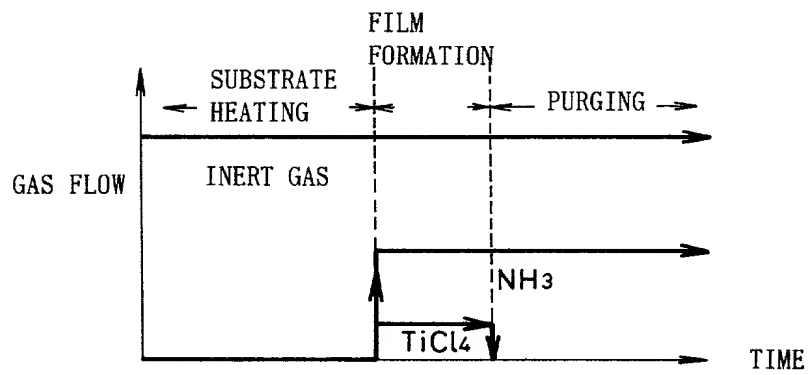 FILM
FORMATION
SUBSTRATE
HEATING
PURGING
GAS FLOW
INERT GAS
NH3
TiCl4
TIME